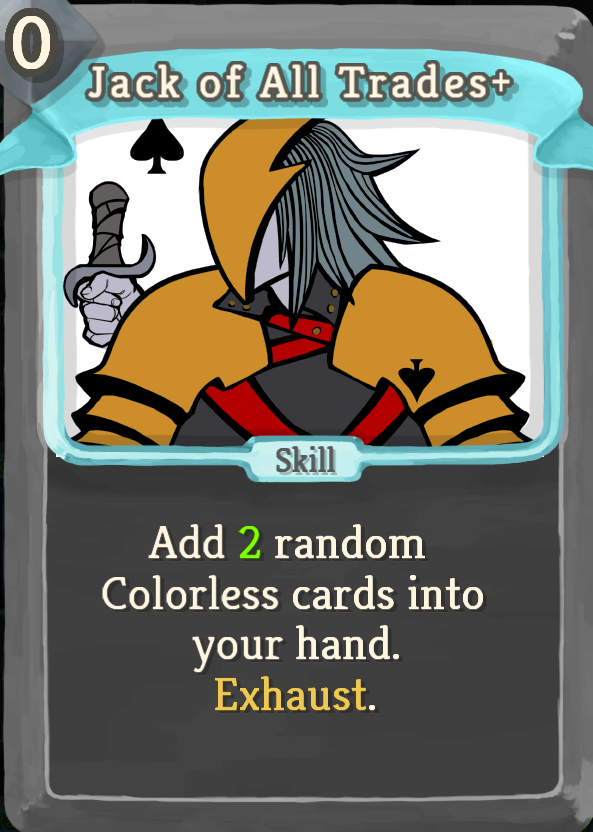 0
Jack of All Trades+
Skill
Add 2 random
Colorless cards into
your hand.
Exhaust.